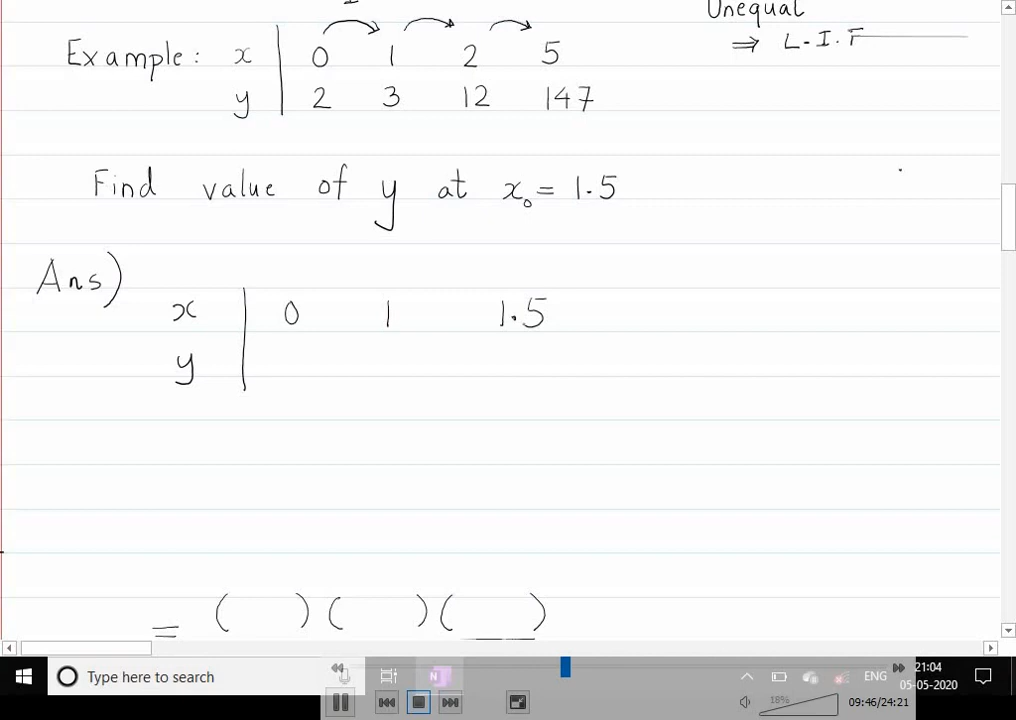 Unequal
⇒ L-I.F
Example: x | 0 1 2 5
y | 2 3 12 147
Find value of y at x₀ = 1.5
Ans)
x | 0 1 1.5
y |
= ( ) ( ) ( )
Type here to search
N
ENG
21:04
05-05-2020
18%
09:46/24:21